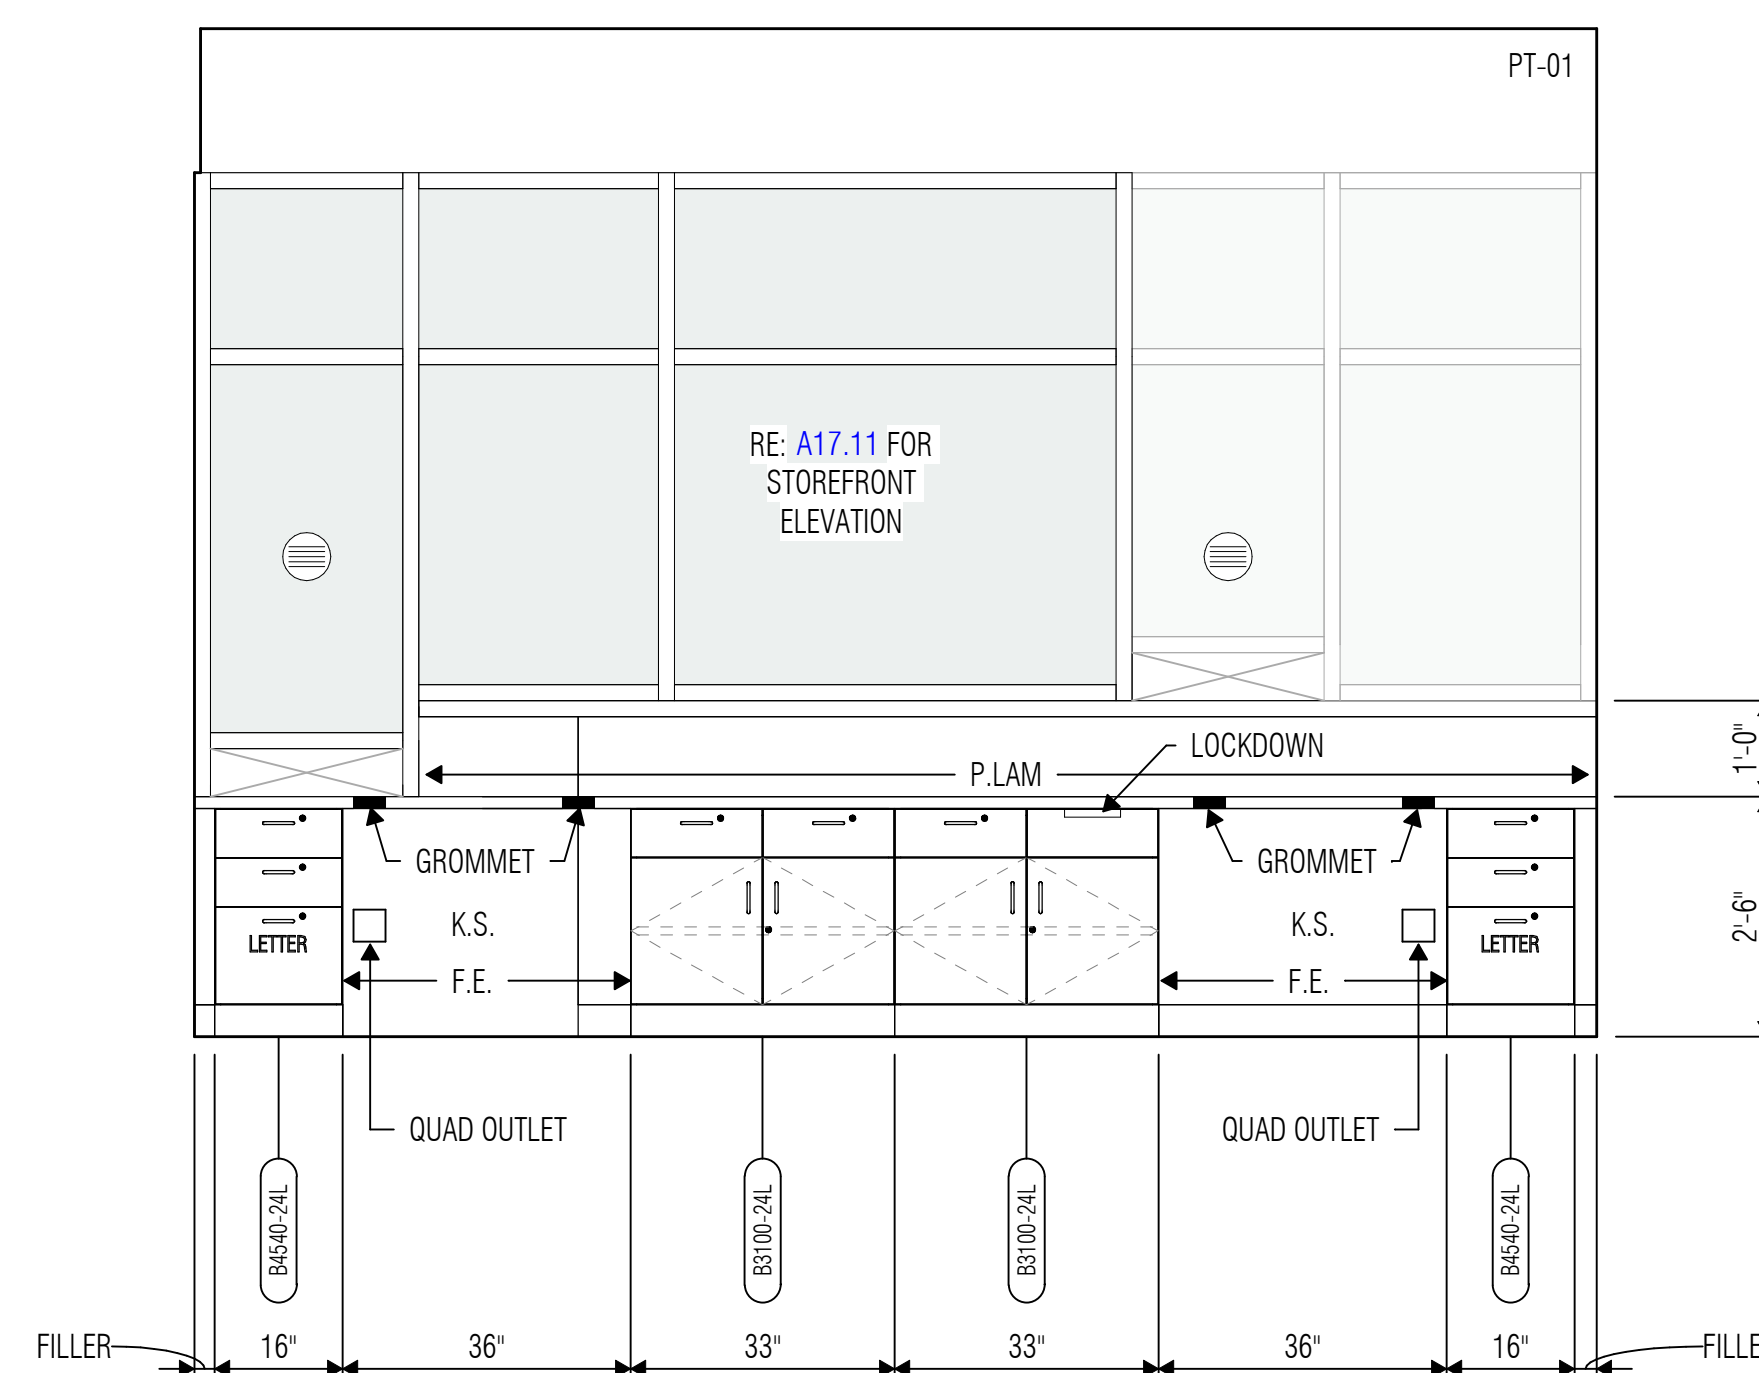 PT-01
RE: A17.11 FOR
STOREFRONT
ELEVATION
LOCKDOWN
P.LAM
1'-0"
GROMMET
GROMMET
K.S.
K.S.
LETTER
LETTER
2'-6"
F.E.
F.E.
QUAD OUTLET
QUAD OUTLET
B4540-24L
B3100-24L
B3100-24L
B4540-24L
FILLER
16"
36"
33"
33"
36"
16"
FILLE